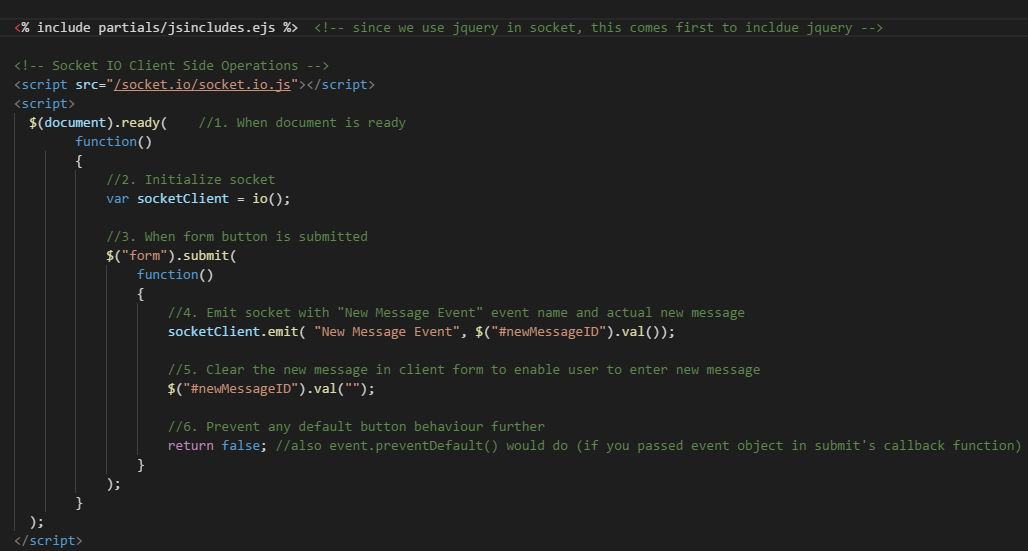 <% include partials/jsincludes.ejs %>  <!-- since we use jquery in socket, this comes first to incldue jquery -->
<!-- Socket IO Client Side Operations -->
<script src="/socket.io/socket.io.js"></script>
<script>
$(document).ready(    //1. When document is ready
function()
{
//2. Initialize socket
var socketClient = io();
//3. When form button is submitted
$("form").submit(
function()
{
//4. Emit socket with "New Message Event" event name and actual new message
socketClient.emit( "New Message Event", $("#newMessageID").val());
//5. Clear the new message in client form to enable user to enter new message
$("#newMessageID").val("");
//6. Prevent any default button behaviour further
return false; //also event.preventDefault() would do (if you passed event object in submit's callback function)
}
);
}
);
</script>